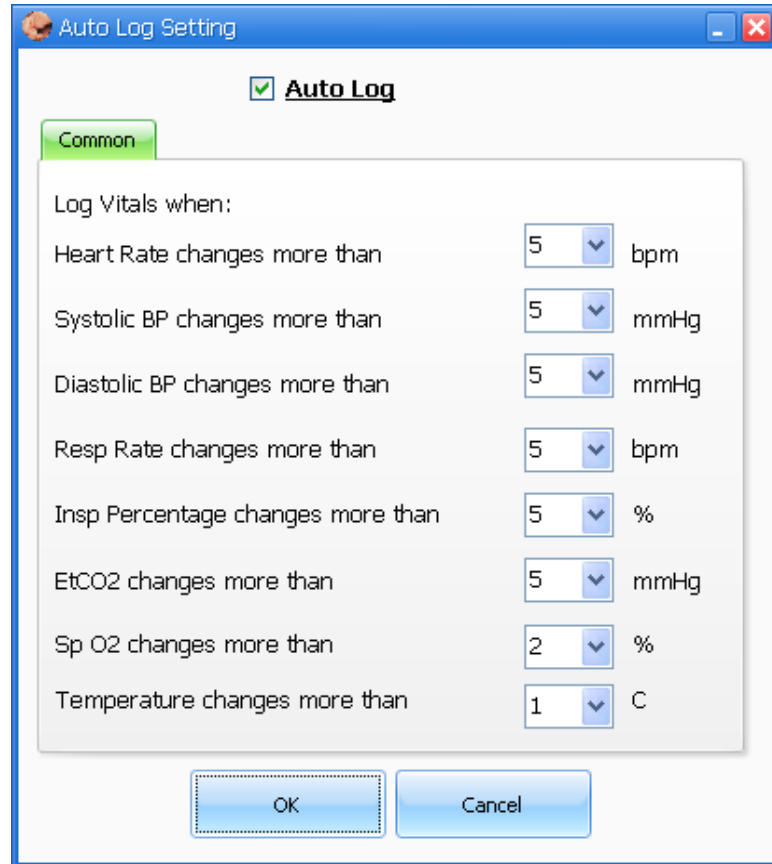 Auto Log Setting
Auto Log
Common
Log Vitals when:
Heart Rate changes more than 5 bpm
Systolic BP changes more than 5 mmHg
Diastolic BP changes more than 5 mmHg
Resp Rate changes more than 5 bpm
Insp Percentage changes more than 5 %
EtCO2 changes more than 5 mmHg
Sp O2 changes more than 2 %
Temperature changes more than 1 C
OK Cancel